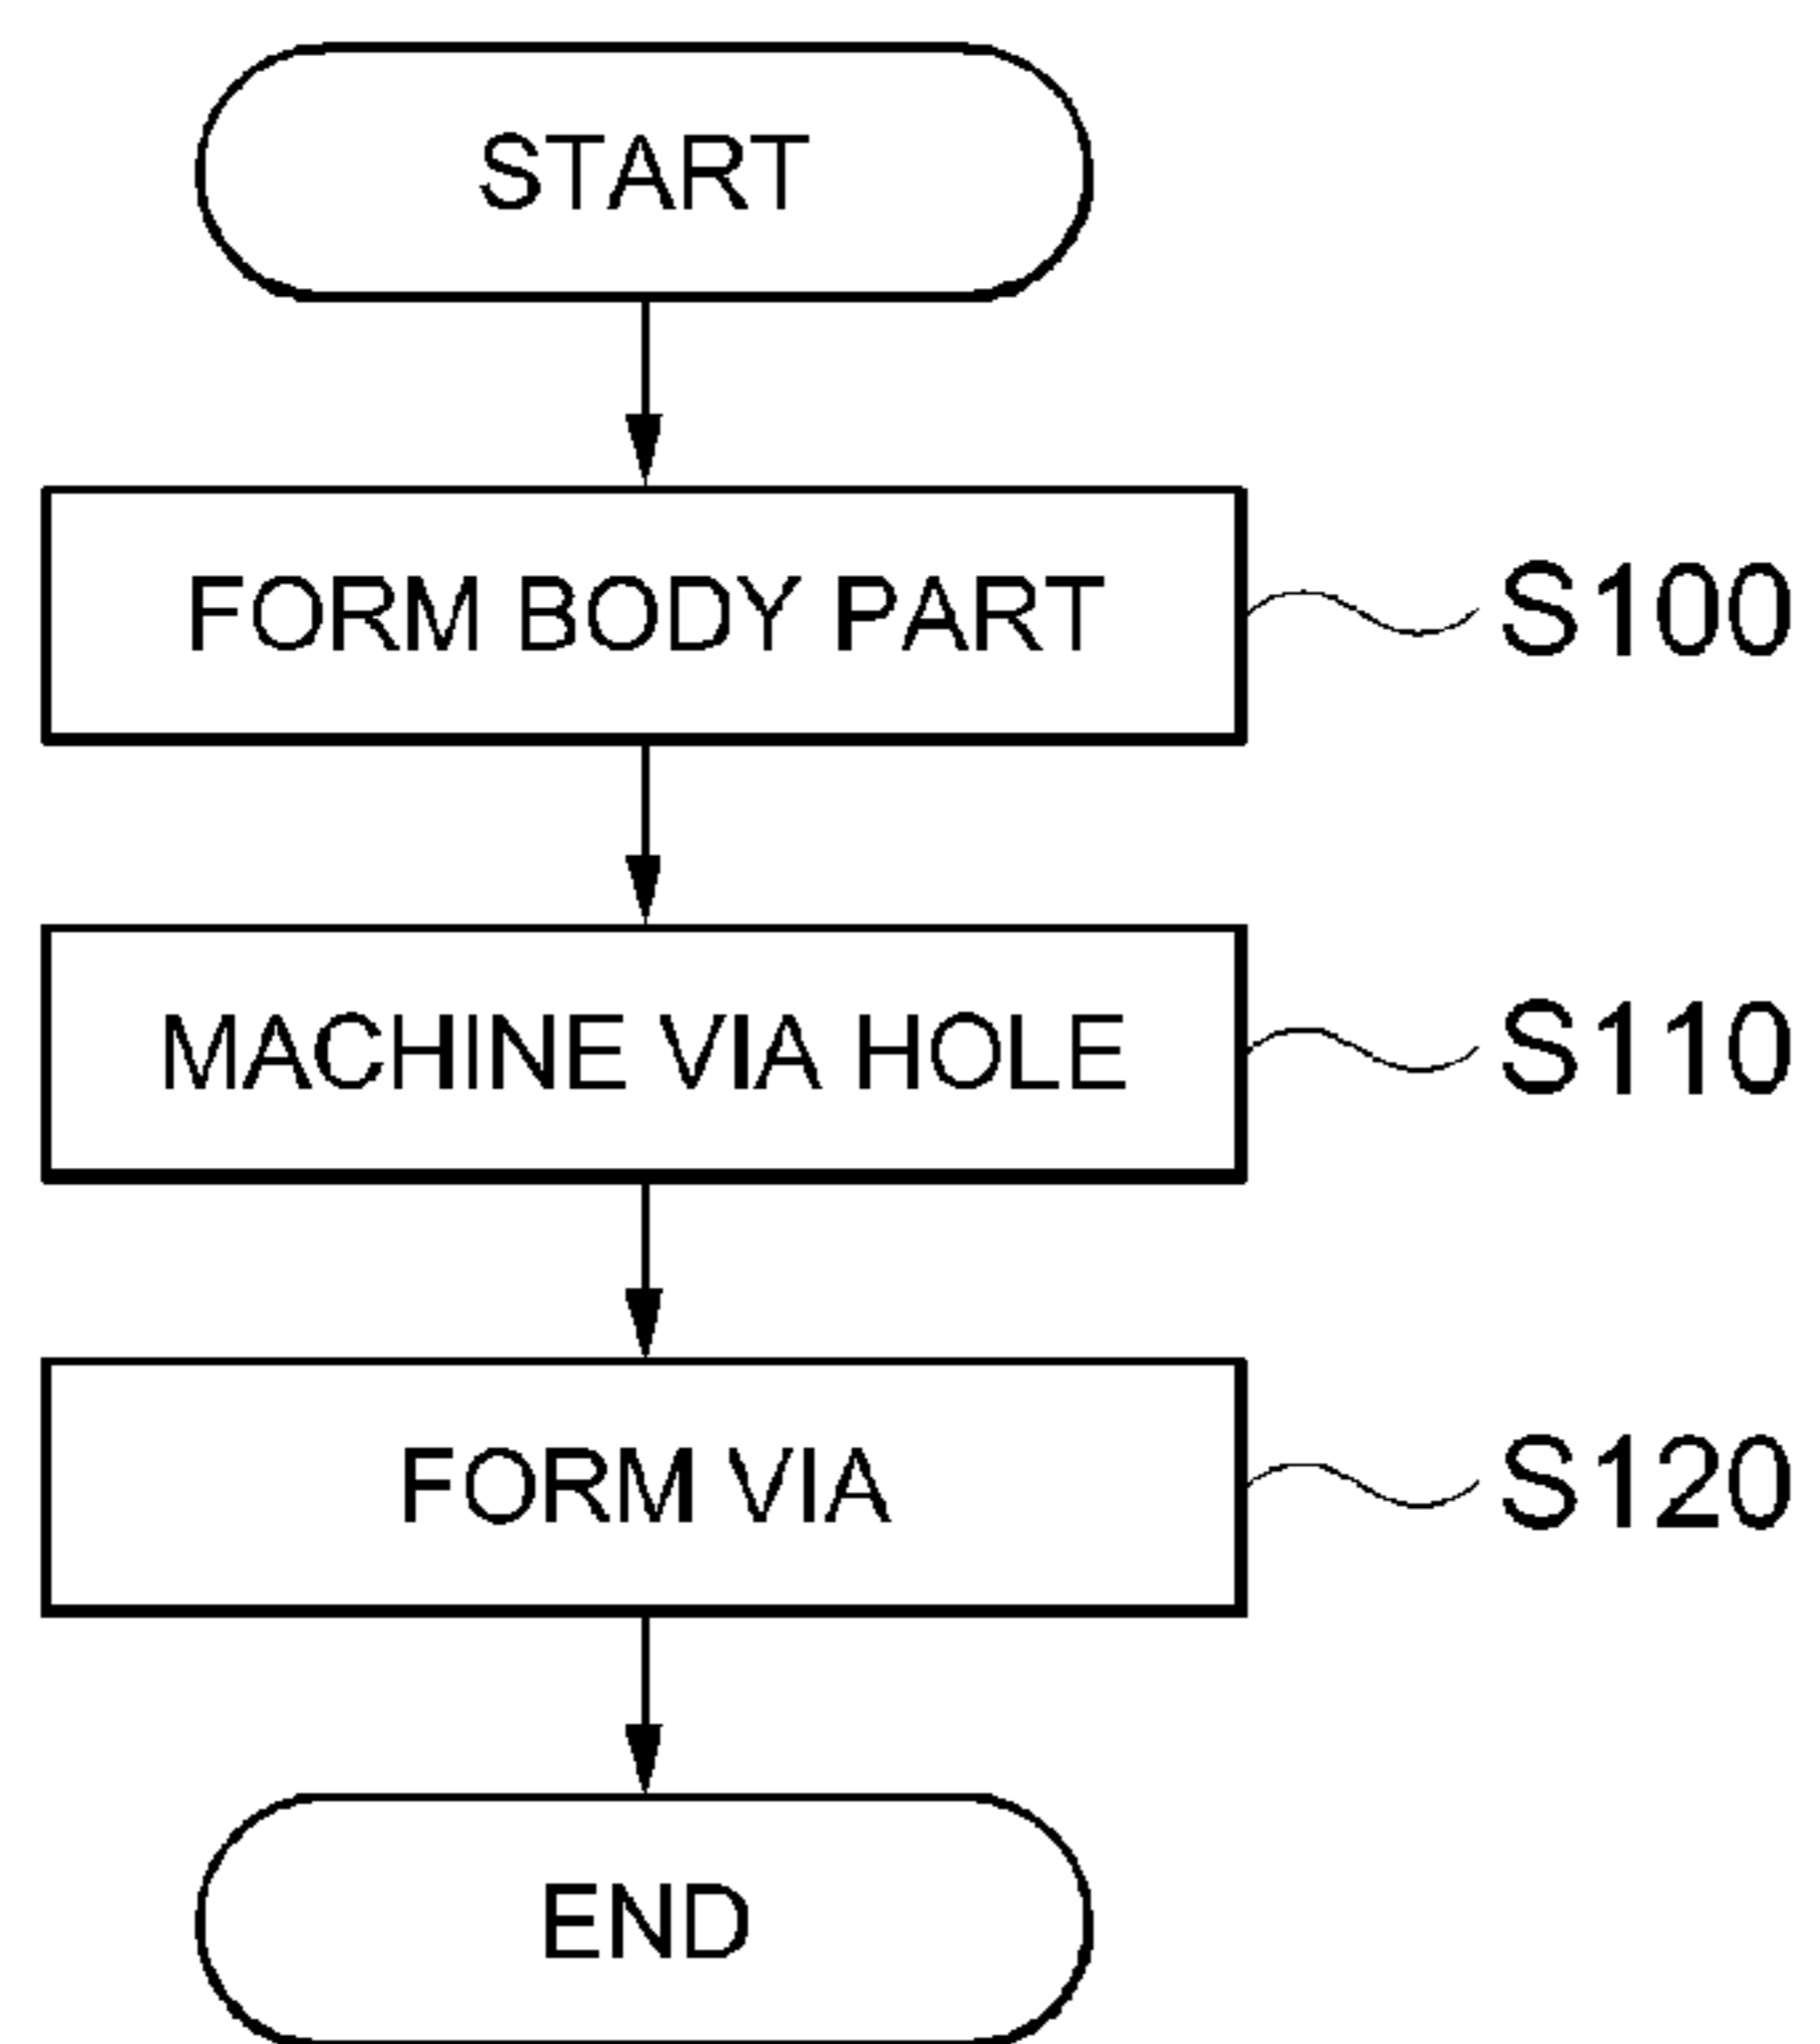 START
FORM BODY PART
S100
MACHINE VIA HOLE
S110
FORM VIA
S120
END